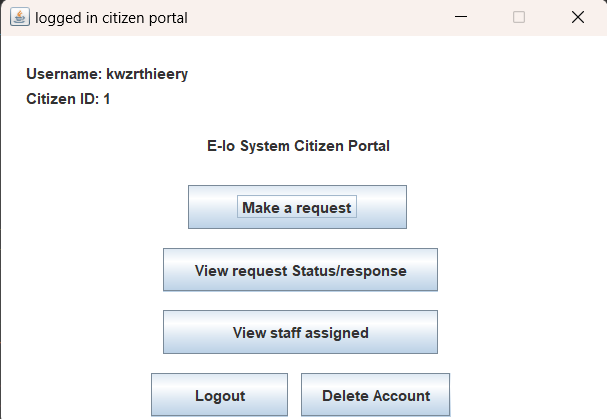 logged in citizen portal
Username: kwzrthieery
Citizen ID: 1
E-lo System Citizen Portal
Make a request
View request Status/response
View staff assigned
Logout
Delete Account